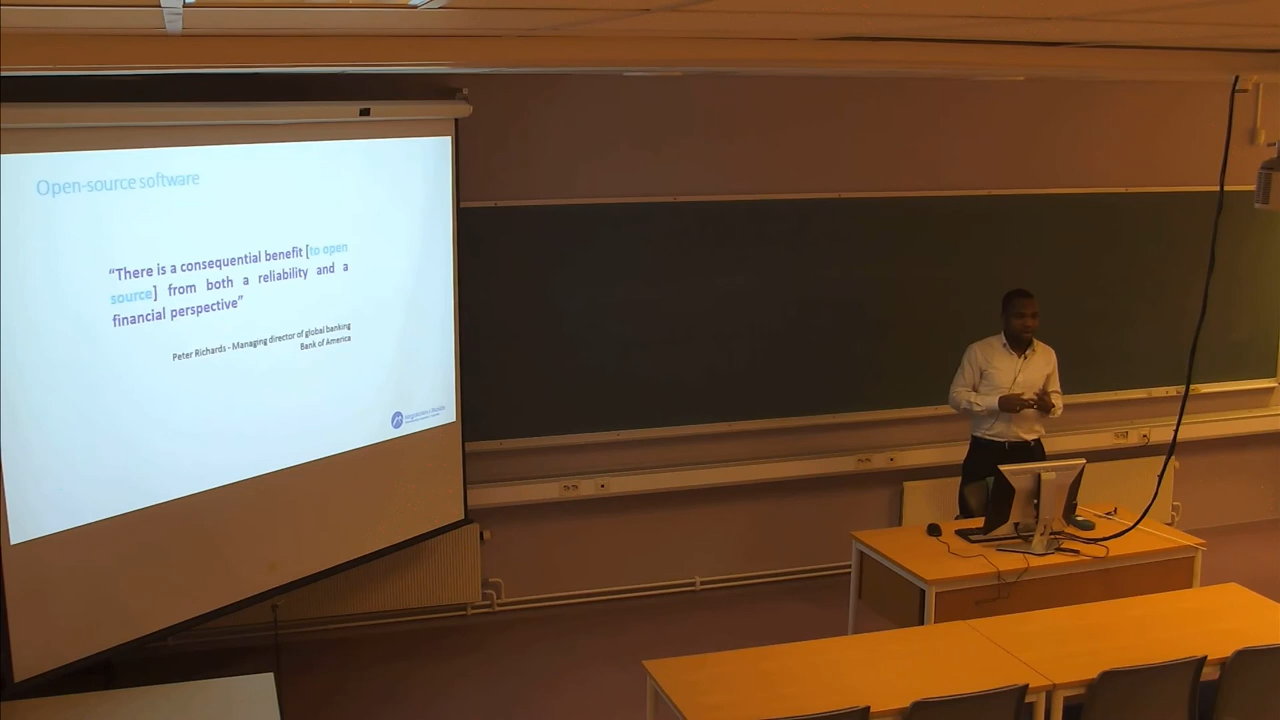 Open-source software
“There is a consequential benefit [to open
source] from both a reliability and a
financial perspective”
Peter Richards - Managing director of global banking
Bank of America